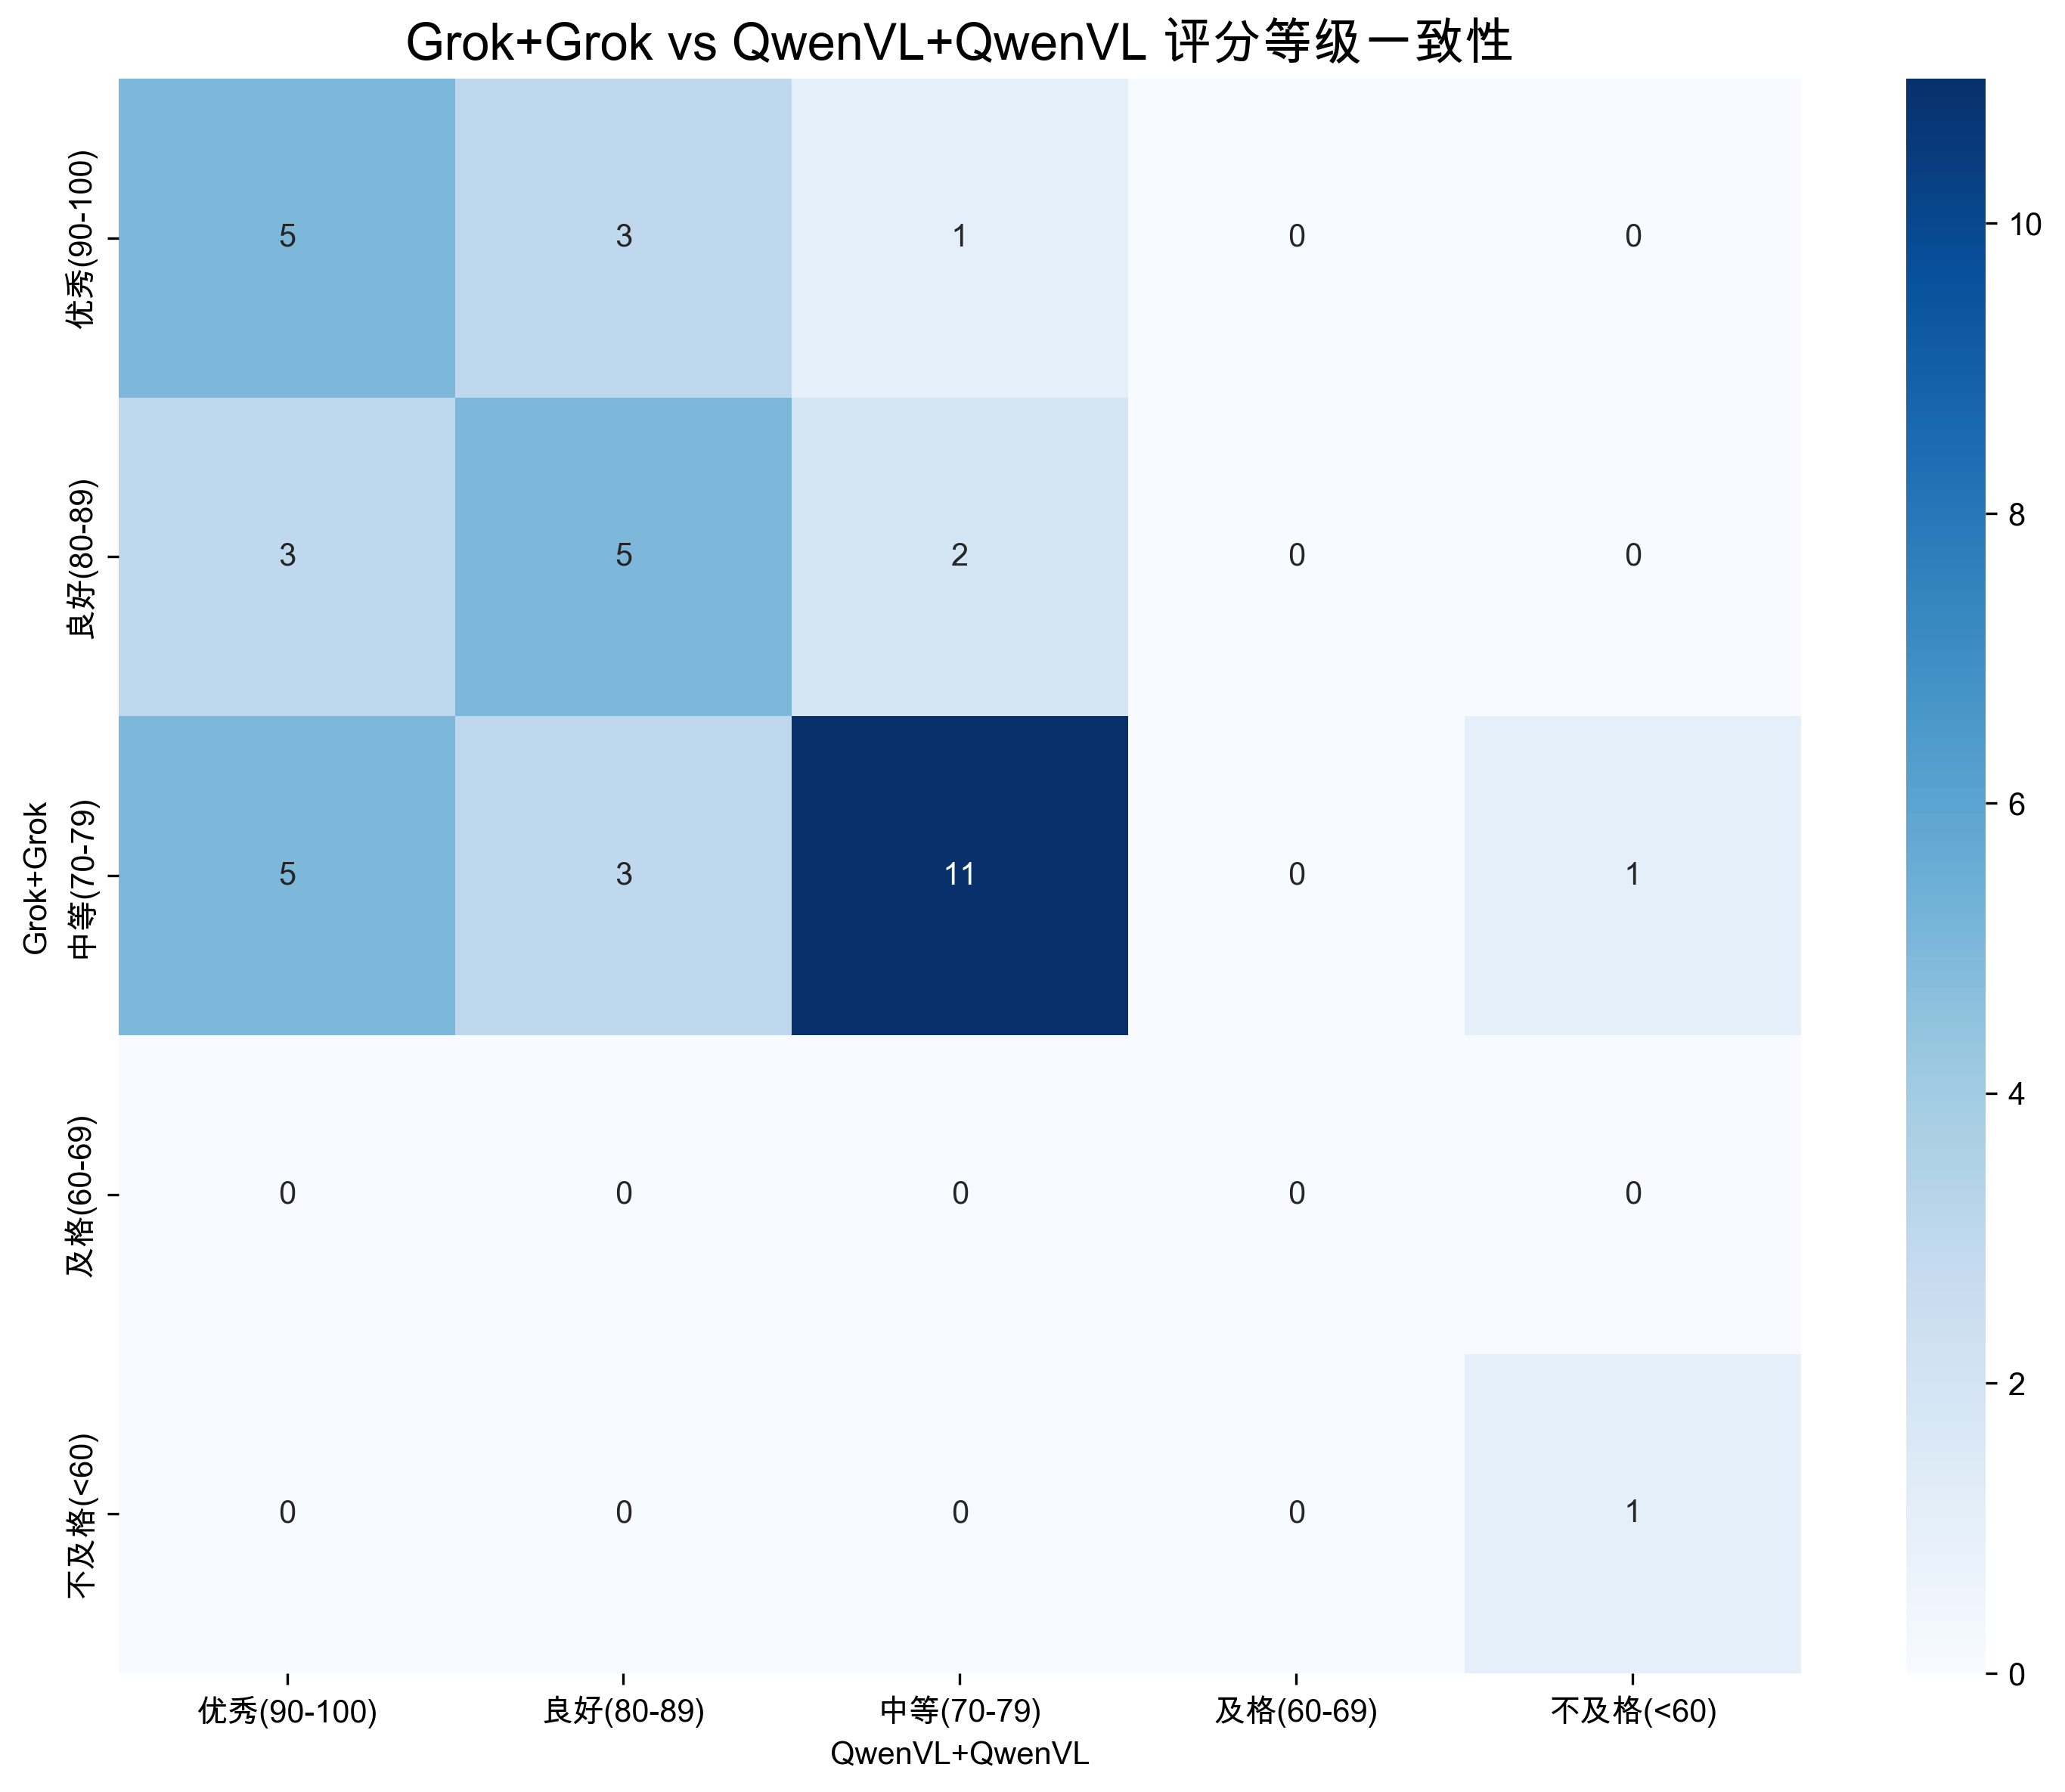 Grok+Grok vs QwenVL+QwenVL 评分等级一致性
Grok+Grok
优秀(90-100)
5 3 1 0 0
良好(80-89)
3 5 2 0 0
中等(70-79)
5 3 11 0 1
及格(60-69)
0 0 0 0 0
不及格(<60)
0 0 0 0 1
优秀(90-100) 良好(80-89) 中等(70-79) 及格(60-69) 不及格(<60)
QwenVL+QwenVL
10
8
6
4
2
0